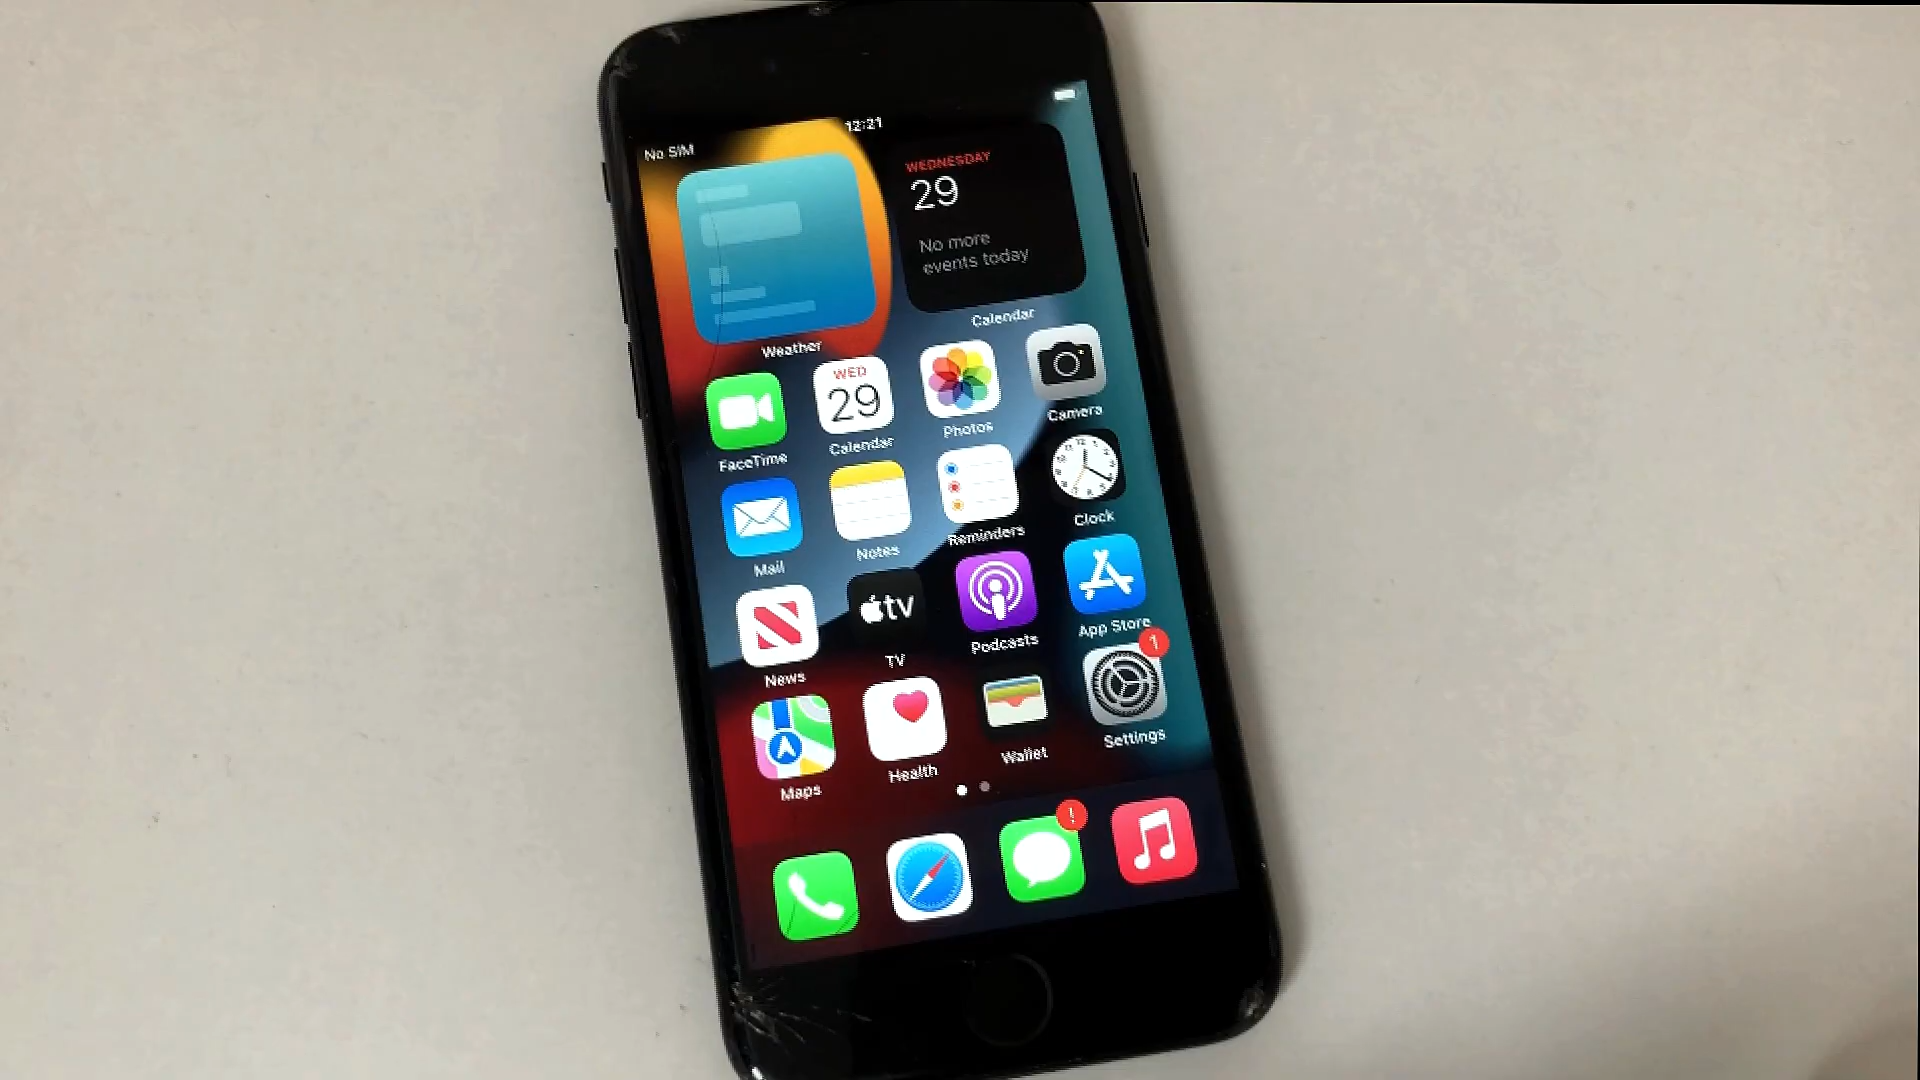 No SIM
12:21
WEDNESDAY
29
No more
events today
Weather
Calendar
FaceTime
WED
29
Calendar
Photos
Camera
Mail
Notes
Reminders
Clock
News
tv
TV
Podcasts
App Store
1
Maps
Health
Wallet
Settings
!